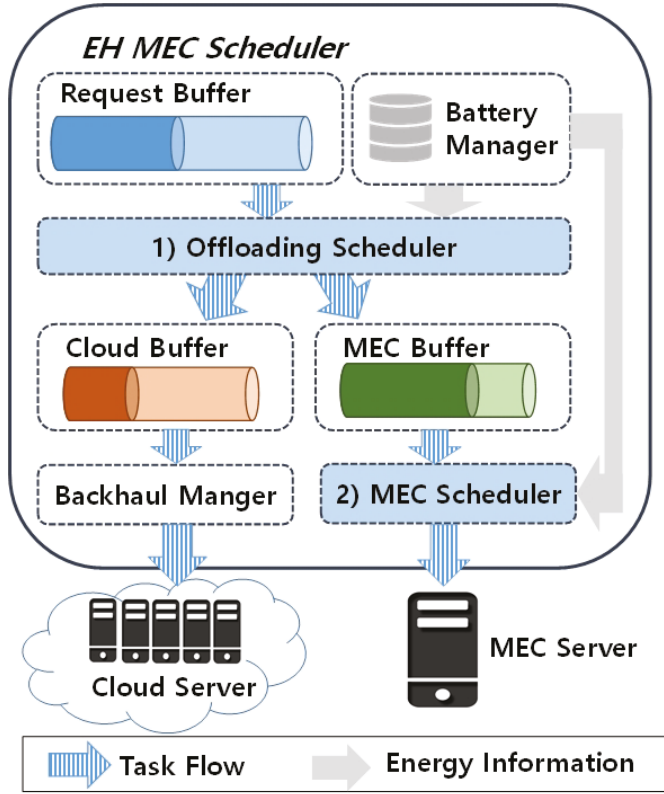 EH MEC Scheduler
Request Buffer
Battery
Manager
1) Offloading Scheduler
Cloud Buffer
MEC Buffer
Backhaul Manger
2) MEC Scheduler
Cloud Server
MEC Server
Task Flow
Energy Information